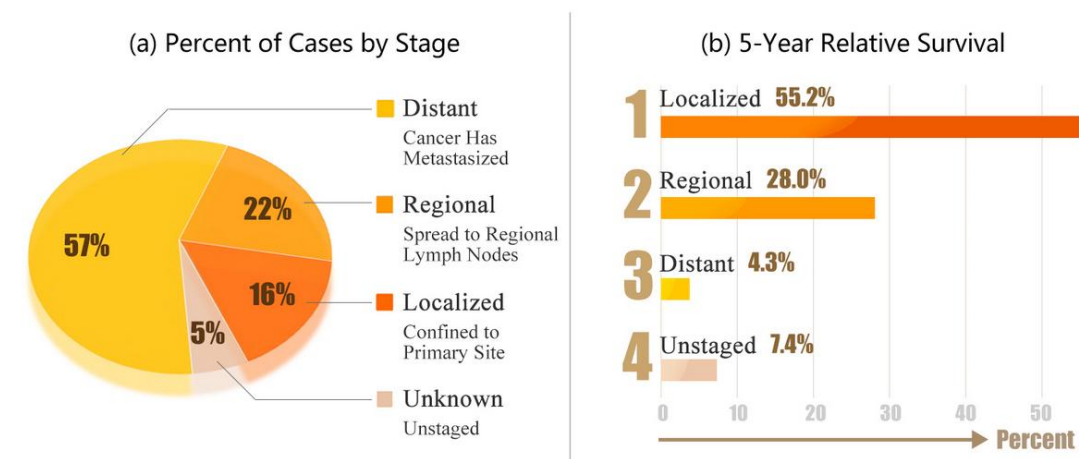 (a) Percent of Cases by Stage
57%
22%
16%
5%
Distant
Cancer Has
Metastasized
Regional
Spread to Regional
Lymph Nodes
Localized
Confined to
Primary Site
Unknown
Unstaged
(b) 5-Year Relative Survival
1 Localized 55.2%
2 Regional 28.0%
3 Distant 4.3%
4 Unstaged 7.4%
0 10 20 30 40 50
Percent